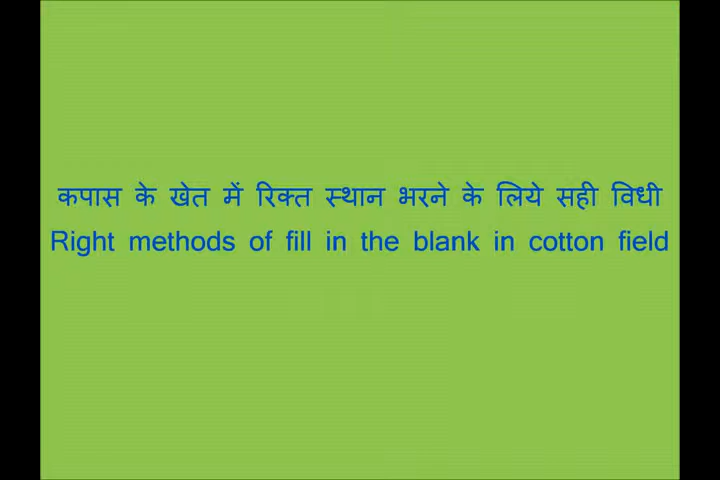 कपास के खेत में रिक्त स्थान भरने के लिये सही विधी
Right methods of fill in the blank in cotton field